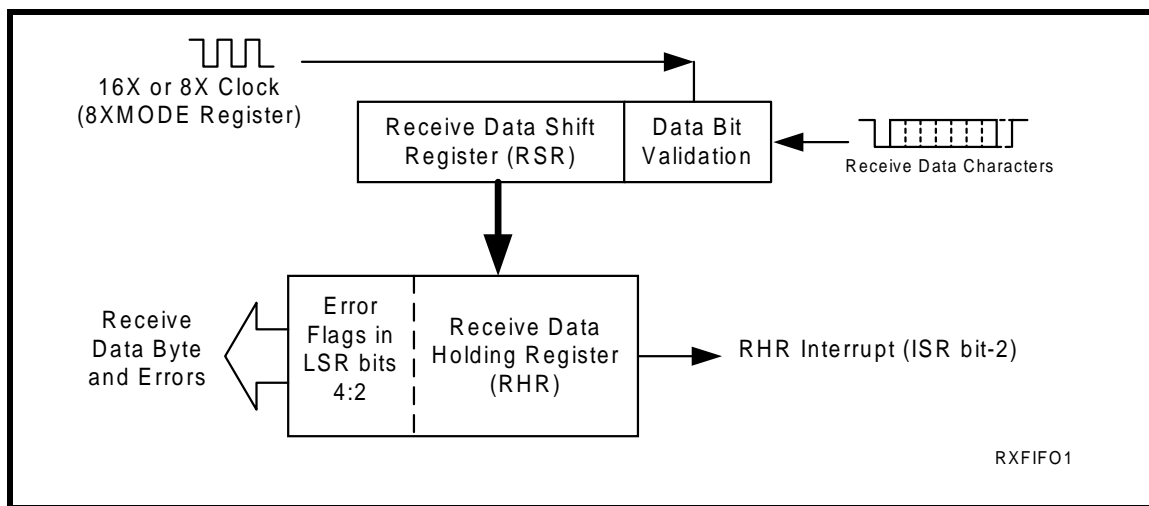 16X or 8X Clock
(8XMODE Register)
Receive Data Shift
Register (RSR)
Data Bit
Validation
Receive Data Characters
Receive
Data Byte
and Errors
Error
Flags in
LSR bits
4:2
Receive Data
Holding Register
(RHR)
RHR Interrupt (ISR bit-2)
RXFIFO1